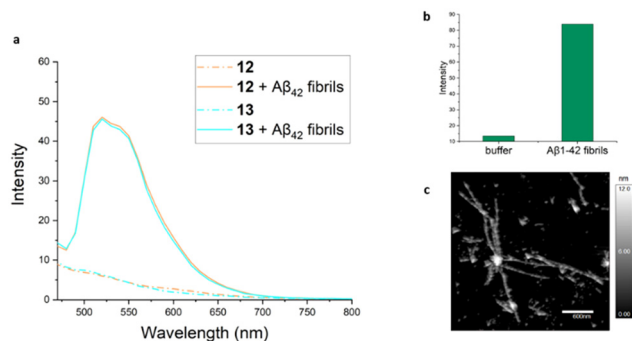 a
60
50
40
30
20
10
0
Intensity
500
550
600
650
700
750
800
Wavelength (nm)
12
12 + Aβ42 fibrils
13
13 + Aβ42 fibrils
b
90
80
70
60
50
40
30
20
10
Intensity
buffer
Aβ1-42 fibrils
c
nm
12.0
0.00
600nm